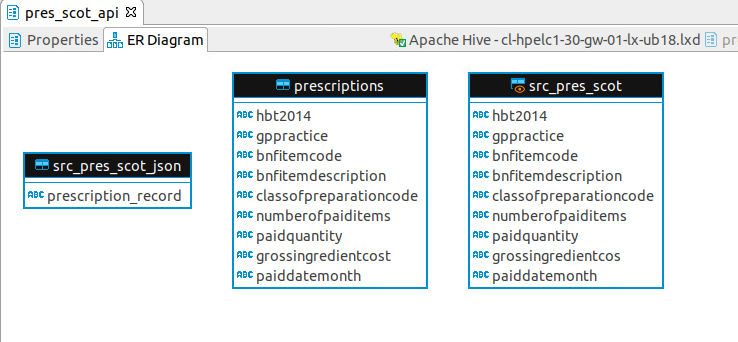 pres_scot_api
Properties
ER Diagram
Apache Hive - cl-hpelc1-30-gw-01-lx-ub18.lxd
pr
src_pres_scot_json
ABC prescription_record
prescriptions
ABC hbt2014
ABC gppractice
ABC bnfitemcode
ABC bnfitemdescription
ABC classofpreparationcode
ABC numberofpaiditems
ABC paidquantity
ABC grossingredientcost
ABC paiddatemonth
src_pres_scot
ABC hbt2014
ABC gppractice
ABC bnfitemcode
ABC bnfitemdescription
ABC classofpreparationcode
ABC numberofpaiditems
ABC paidquantity
ABC grossingredientcos
ABC paiddatemonth